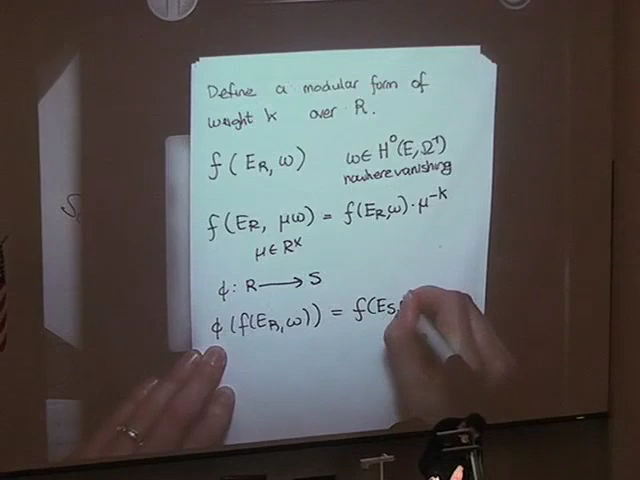 Define a modular form of
weight k over R.
f(E_R, ω) ω ∈ H⁰(E, Ω¹)
nowhere vanishing
f(E_R, μω) = f(E_R, ω) · μ^{-k}
μ ∈ R^×
ϕ: R ⟶ S
ϕ(f(E_R, ω)) = f(E_S,